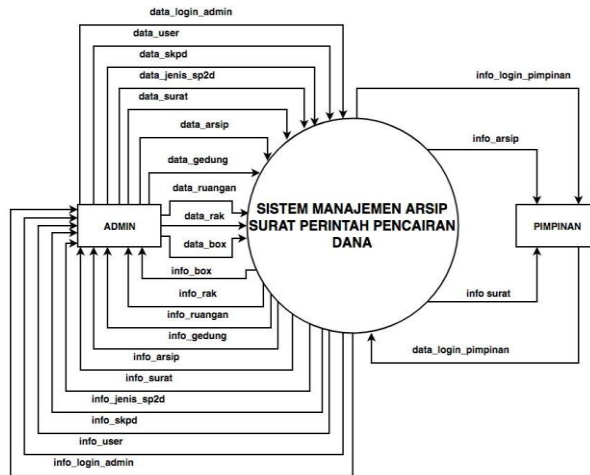 data_login_admin
data_user
data_skpd
data_jenis_sp2d
data_surat
data_arsip
data_gedung
data_ruangan
data_rak
data_box
ADMIN
info_box
info_rak
info_ruangan
info_gedung
info_arsip
info_surat
info_jenis_sp2d
info_skpd
info_user
info_login_admin
SISTEM MANAJEMEN ARSIP
SURAT PERINTAH PENCAIRAN
DANA
info_login_pimpinan
info_arsip
PIMPINAN
info surat
data_login_pimpinan